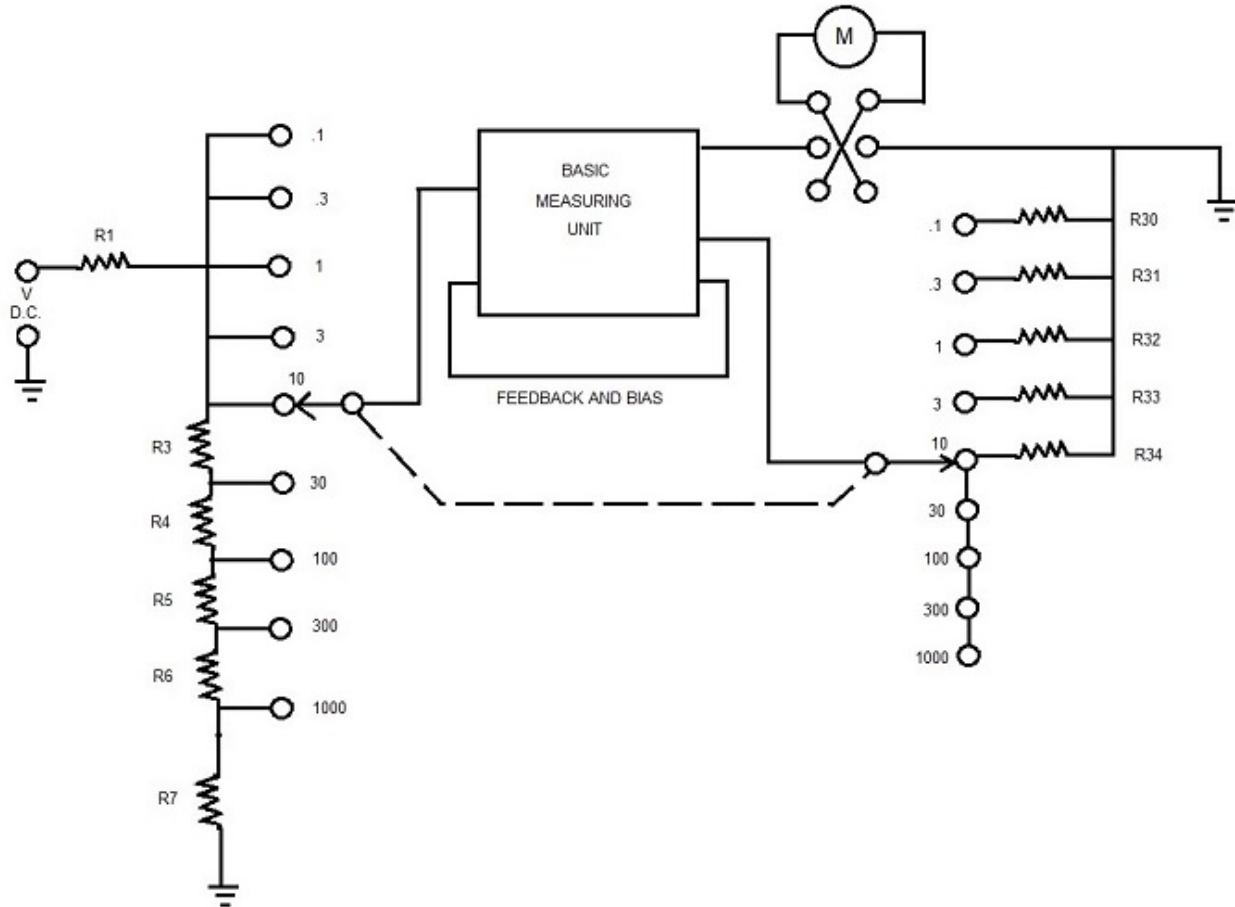 M
.1
.3
1
3
10
30
100
300
1000
R1
V
D.C.
R3
R4
R5
R6
R7
BASIC
MEASURING
UNIT
FEEDBACK AND BIAS
.1
R30
.3
R31
1
R32
3
R33
10
R34
30
100
300
1000